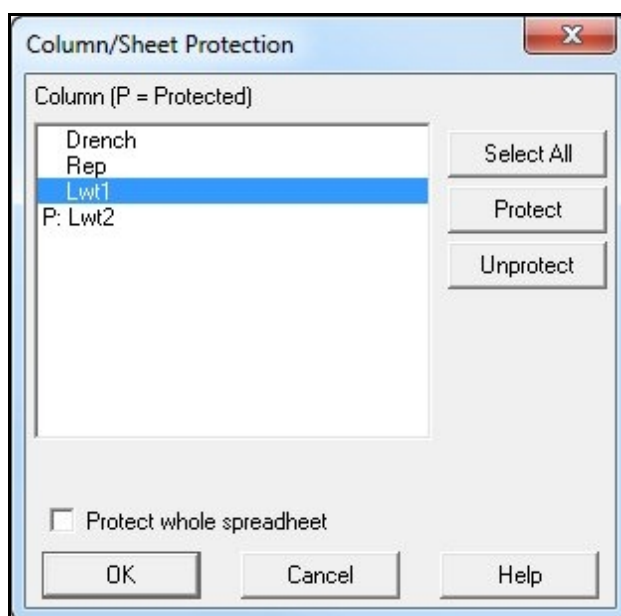 Column/Sheet Protection
Column (P = Protected)
Drench
Rep
Lwt1
P: Lwt2
Select All
Protect
Unprotect
Protect whole spreadheet
OK Cancel Help